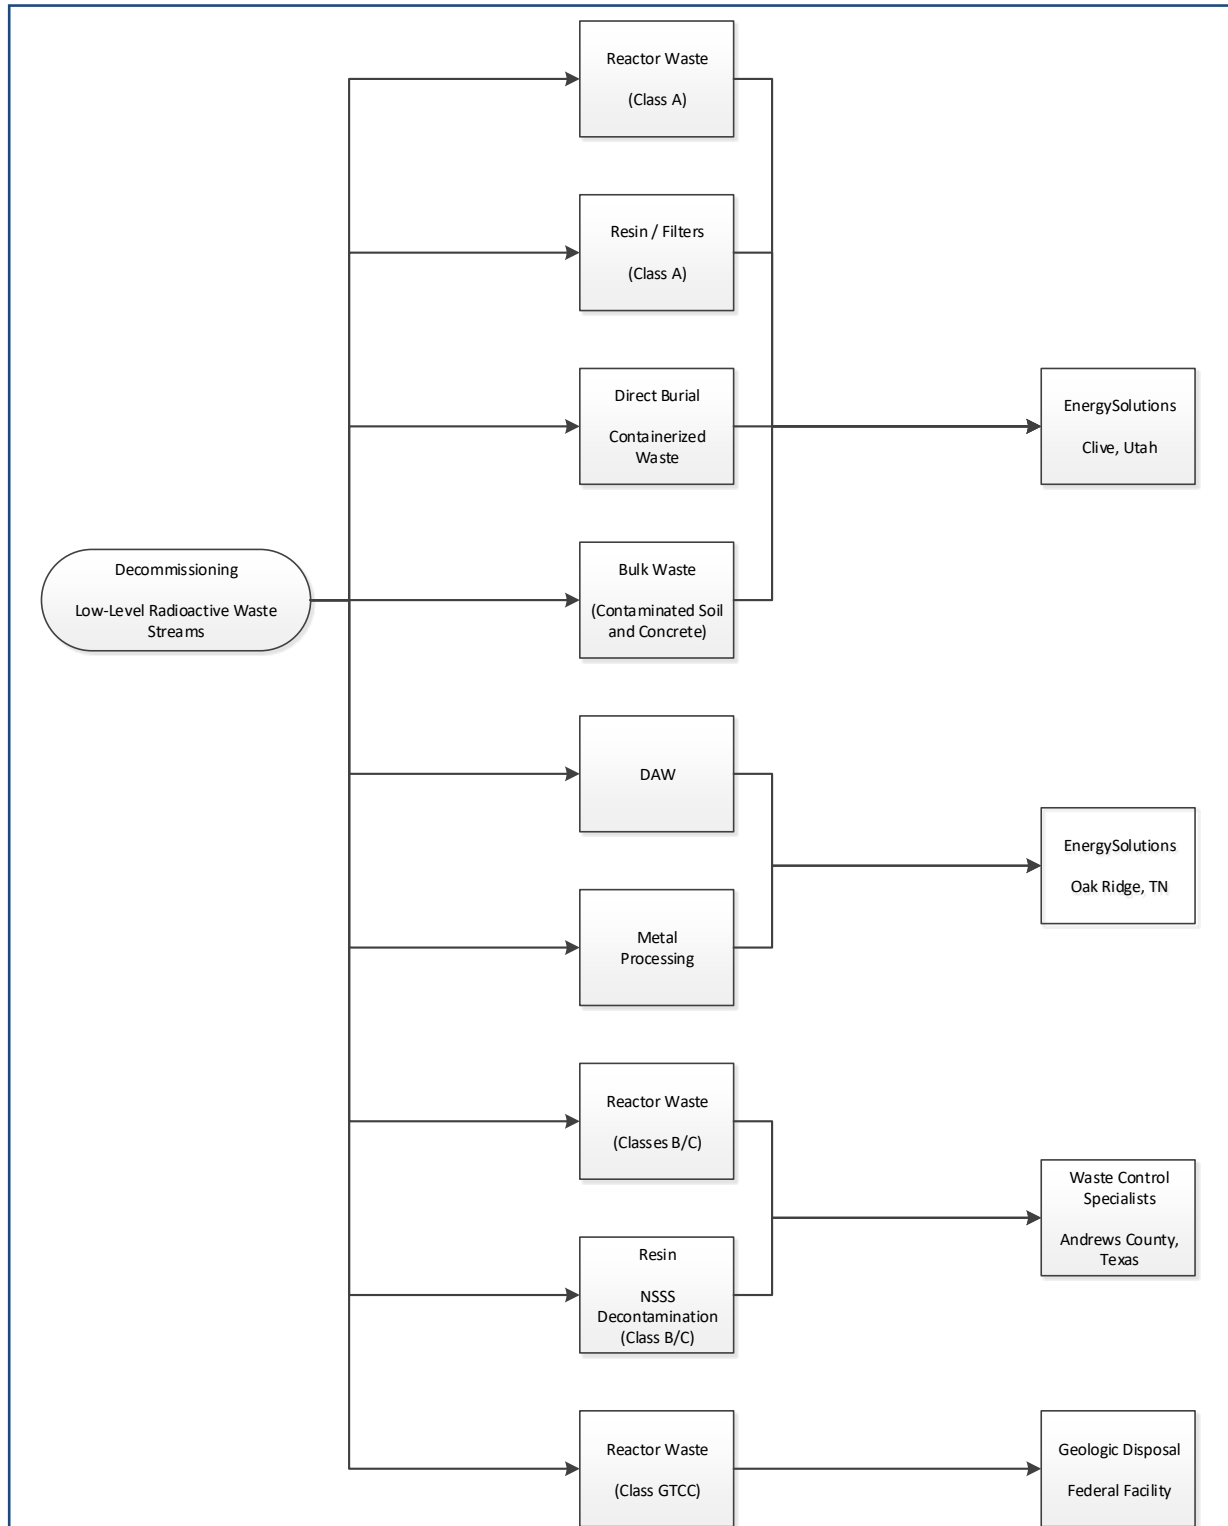 Reactor Waste
(Class A)
Resin / Filters
(Class A)
Direct Burial
Containerized
Waste
EnergySolutions
Clive, Utah
Decommissioning
Low-Level Radioactive Waste
Streams
Bulk Waste
(Contaminated Soil
and Concrete)
DAW
EnergySolutions
Oak Ridge, TN
Metal
Processing
Reactor Waste
(Classes B/C)
Waste Control
Specialists
Andrews County,
Texas
Resin
NSSS
Decontamination
(Class B/C)
Reactor Waste
(Class GTCC)
Geologic Disposal
Federal Facility